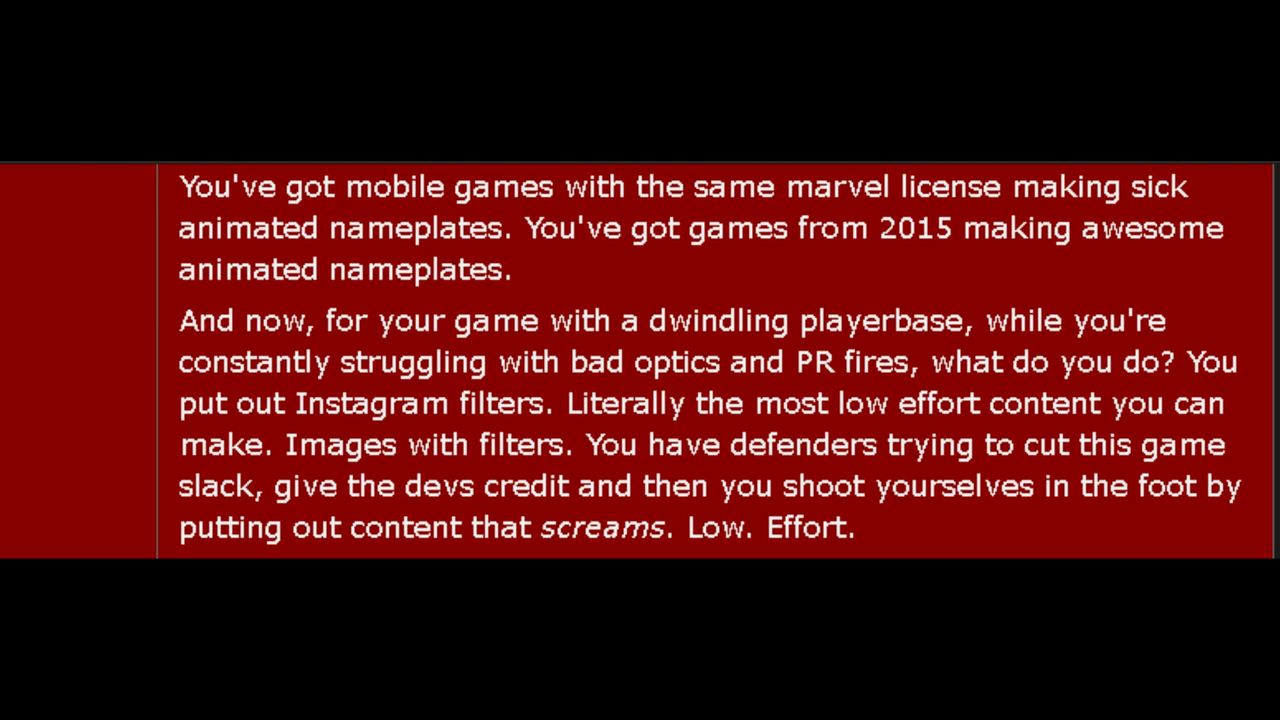 You've got mobile games with the same marvel license making sick
animated nameplates. You've got games from 2015 making awesome
animated nameplates.
And now, for your game with a dwindling playerbase, while you're
constantly struggling with bad optics and PR fires, what do you do? You
put out Instagram filters. Literally the most low effort content you can
make. Images with filters. You have defenders trying to cut this game
slack, give the devs credit and then you shoot yourselves in the foot by
putting out content that screams. Low. Effort.